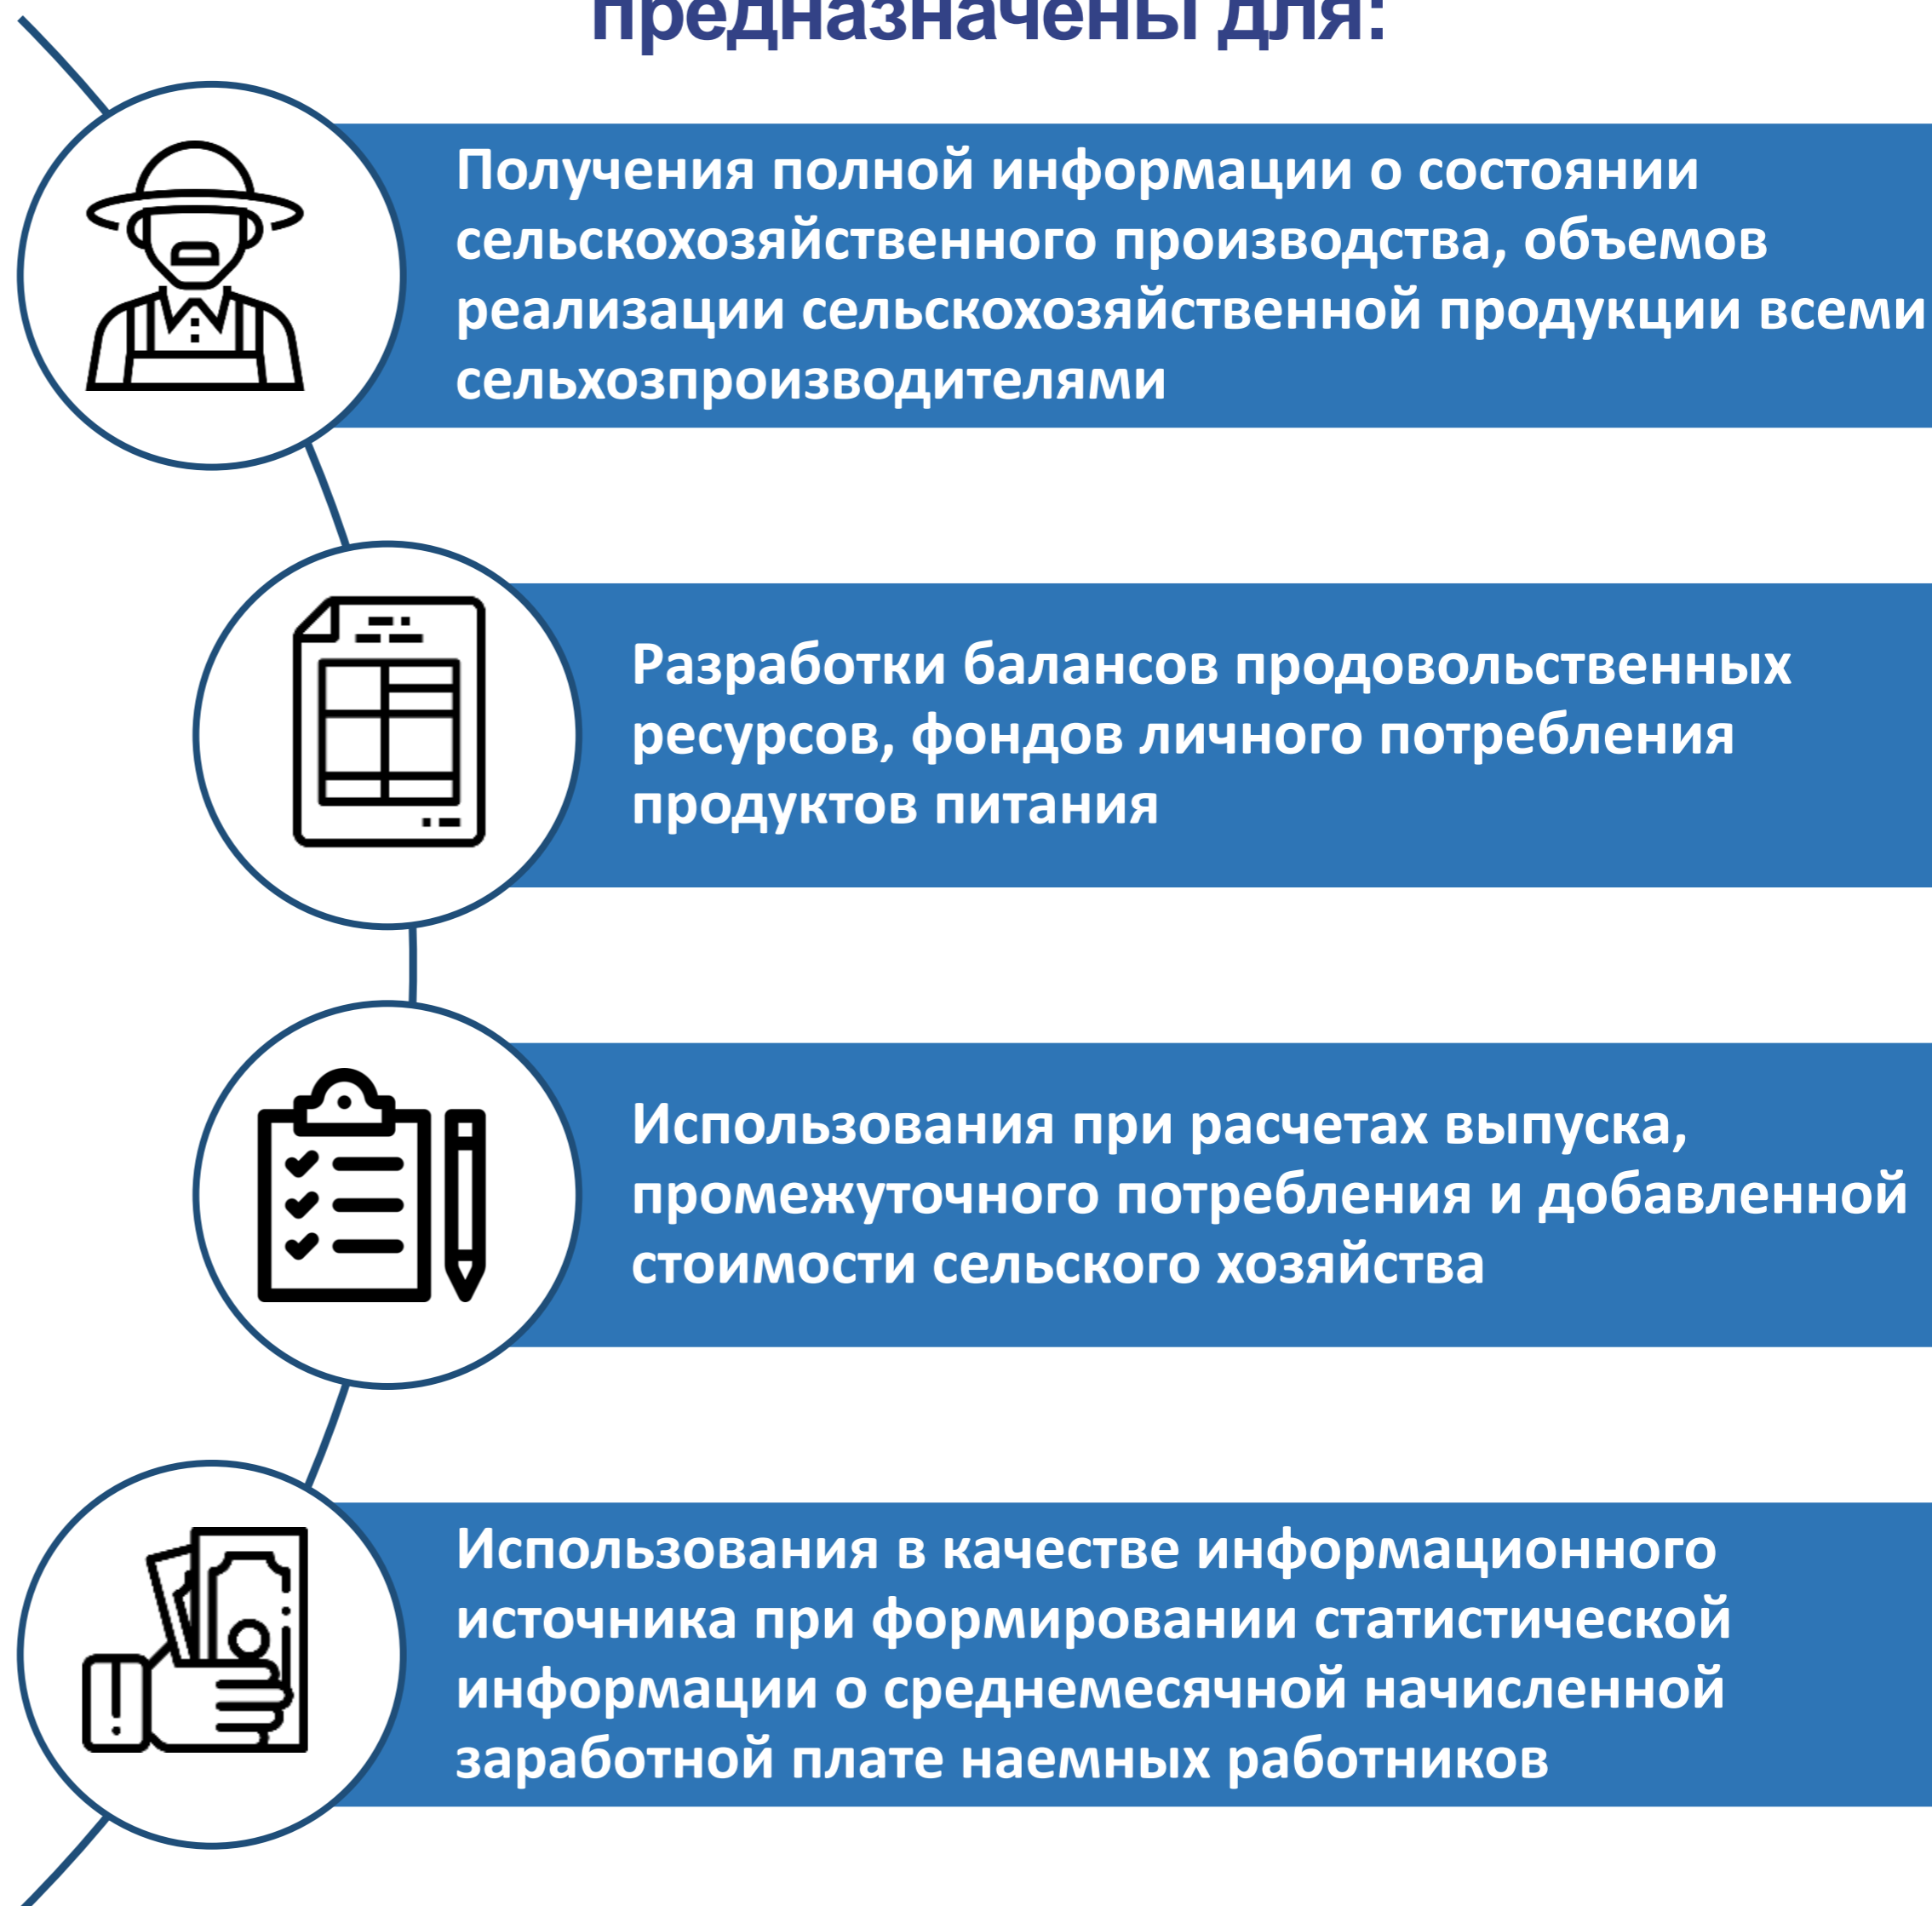 предназначены для:
Получения полной информации о состоянии
сельскохозяйственного производства, объемов
реализации сельскохозяйственной продукции всеми
сельхозпроизводителями
Разработки балансов продовольственных
ресурсов, фондов личного потребления
продуктов питания
Использования при расчетах выпуска,
промежуточного потребления и добавленной
стоимости сельского хозяйства
Использования в качестве информационного
источника при формировании статистической
информации о среднемесячной начисленной
заработной плате наемных работников